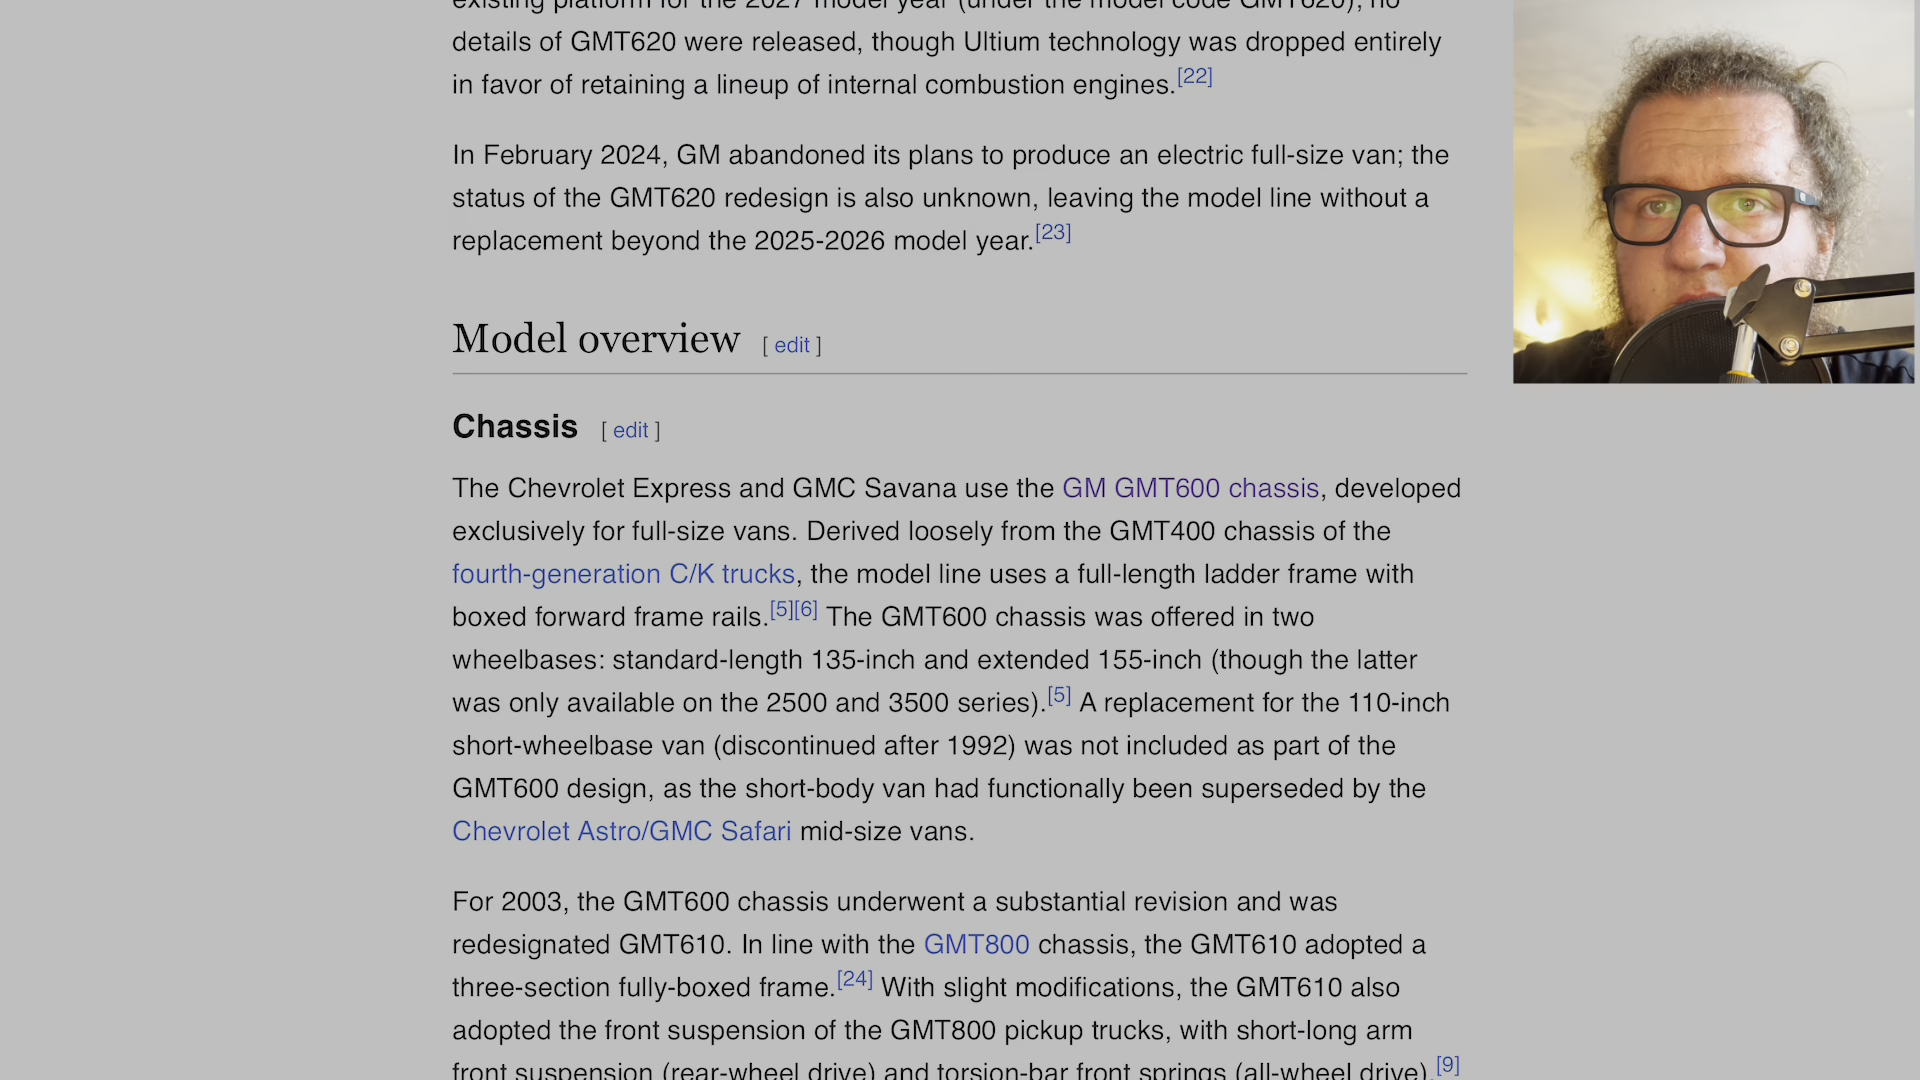 existing platform for the 2027 model year (under the model code GMT620); no
details of GMT620 were released, though Ultium technology was dropped entirely
in favor of retaining a lineup of internal combustion engines.[22]
In February 2024, GM abandoned its plans to produce an electric full-size van; the
status of the GMT620 redesign is also unknown, leaving the model line without a
replacement beyond the 2025-2026 model year.[23]
Model overview [ edit ]
Chassis [ edit ]
The Chevrolet Express and GMC Savana use the GM GMT600 chassis, developed
exclusively for full-size vans. Derived loosely from the GMT400 chassis of the
fourth-generation C/K trucks, the model line uses a full-length ladder frame with
boxed forward frame rails.[5][6] The GMT600 chassis was offered in two
wheelbases: standard-length 135-inch and extended 155-inch (though the latter
was only available on the 2500 and 3500 series).[5] A replacement for the 110-inch
short-wheelbase van (discontinued after 1992) was not included as part of the
GMT600 design, as the short-body van had functionally been superseded by the
Chevrolet Astro/GMC Safari mid-size vans.
For 2003, the GMT600 chassis underwent a substantial revision and was
redesignated GMT610. In line with the GMT800 chassis, the GMT610 adopted a
three-section fully-boxed frame.[24] With slight modifications, the GMT610 also
adopted the front suspension of the GMT800 pickup trucks, with short-long arm
front suspension (rear-wheel drive) and torsion-bar front springs (all-wheel drive).[9]